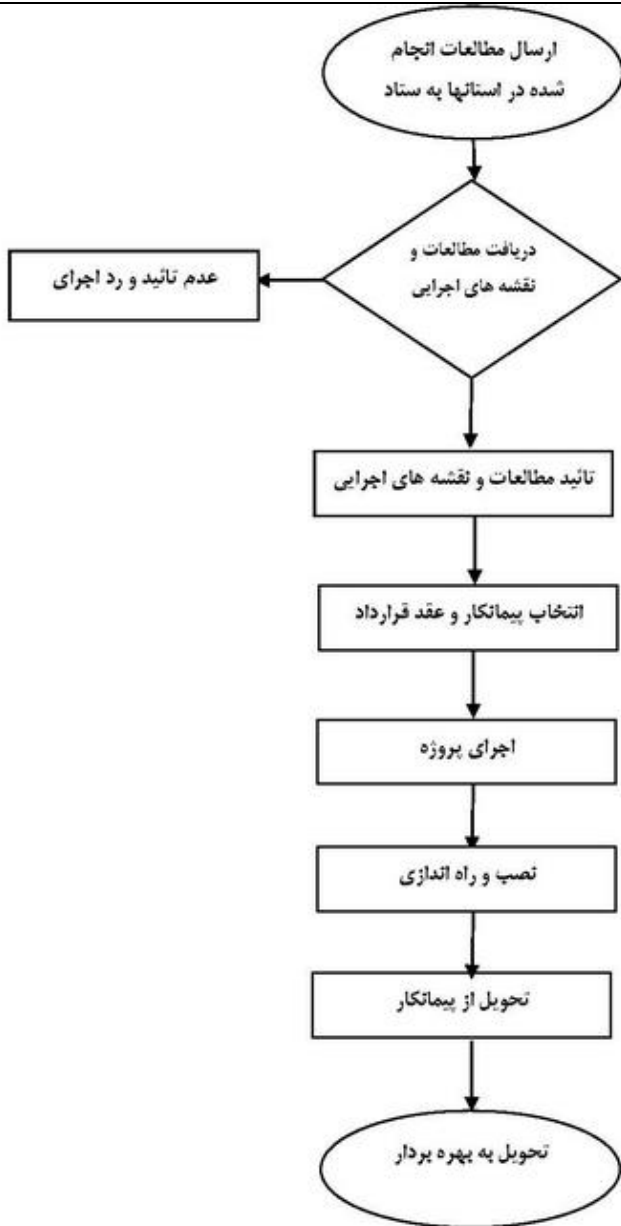 ارسال مطالعات انجام
شده در استانها به ستاد
دریافت مطالعات و
نقشه های اجرایی
عدم تائید و رد اجرای
تائید مطالعات و نقشه های اجرایی
انتخاب پیمانکار و عقد قرارداد
اجرای پروژه
نصب و راه اندازی
تحویل از پیمانکار
تحویل به بهره بردار